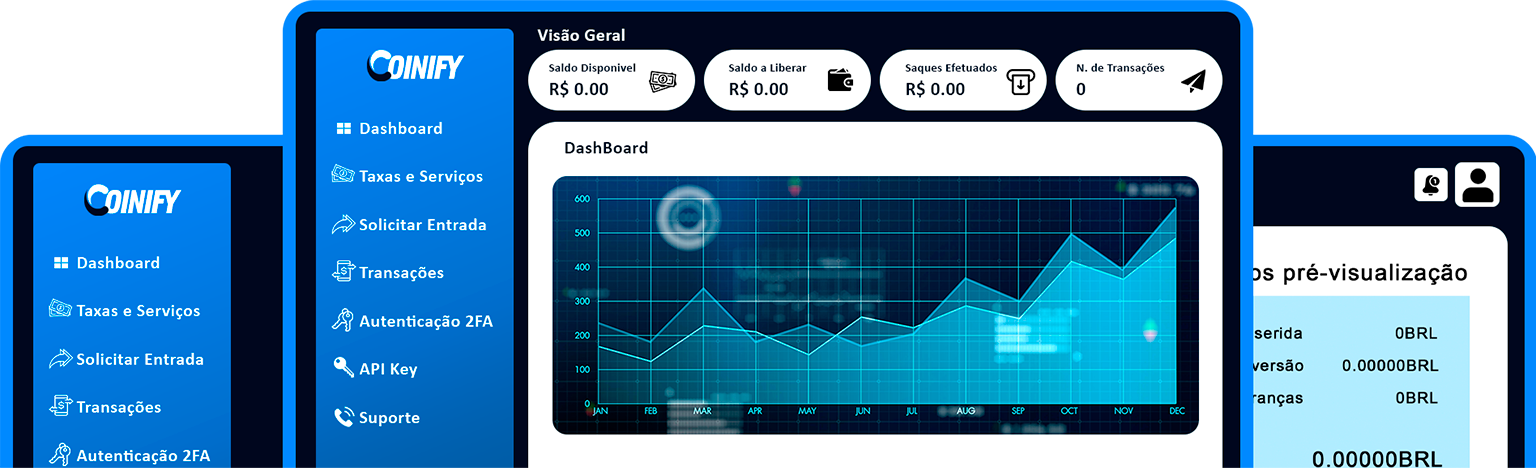 COINIFY
Dashboard
Taxas e Serviços
Solicitar Entrada
Transações
Autenticação 2FA
COINIFY
Dashboard
Taxas e Serviços
Solicitar Entrada
Transações
Autenticação 2FA
API Key
Suporte
Visão Geral
Saldo Disponivel
R$ 0.00
Saldo a Liberar
R$ 0.00
Saques Efetuados
R$ 0.00
N. de Transações
0
DashBoard
600
500
400
300
200
100
0
JAN FEB MAR APR MAY JUN JUL AUG SEP OCT NOV DEC
1
os pré-visualização
serida 0BRL
versão 0.00000BRL
ranças 0BRL
0.00000BRL